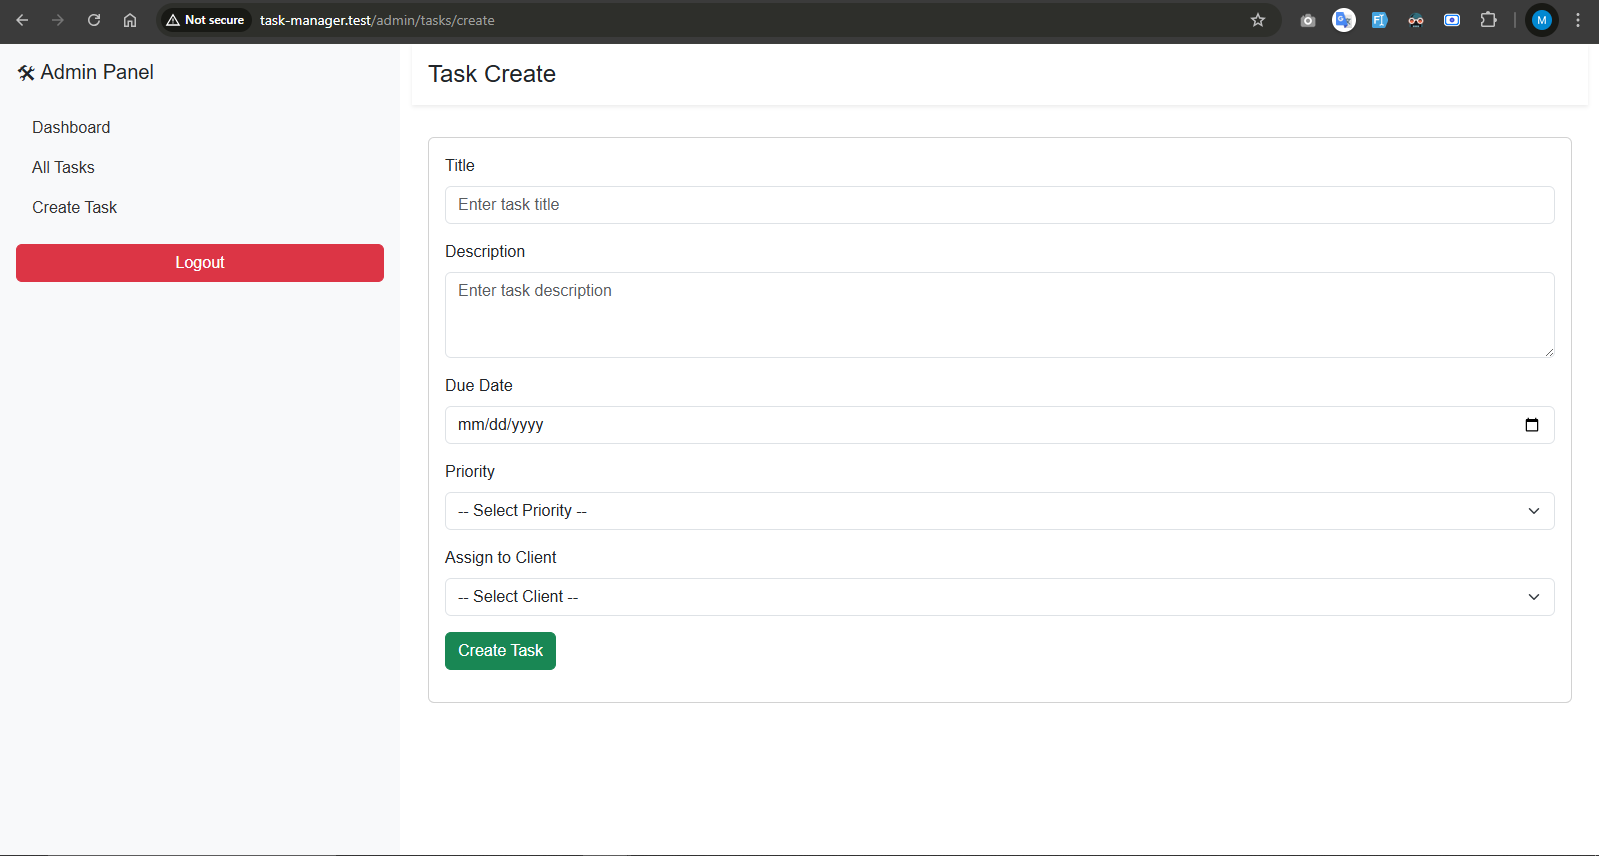 Not secure
task-manager.test/admin/tasks/create
M
🛠 Admin Panel
Dashboard
All Tasks
Create Task
Logout
Task Create
Title
Enter task title
Description
Enter task description
Due Date
mm/dd/yyyy
Priority
-- Select Priority --
Assign to Client
-- Select Client --
Create Task